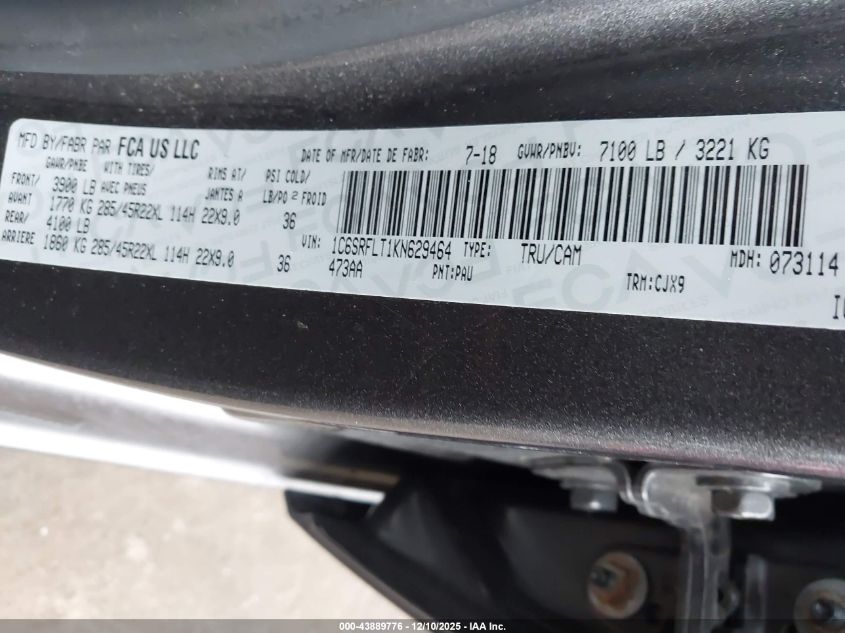 MFD BY/FABR PAR FCA US LLC
DATE OF MFR/DATE DE FABR: 7-18 GVWR/PNBV: 7100 LB / 3221 KG
GAWR/PNBE WITH TIRES/ RIMS AT/ PSI COLD/
FRONT/ 3900 LB AVEC PNEUS JANTES A LB/PO 2 FROID
AVANT 1770 KG 285/45R22XL 114H 22X9.0 36
REAR/ 4100 LB
ARRIERE 1860 KG 285/45R22XL 114H 22X9.0 36
VIN: 1C6SRFLT1KN629464 TYPE: TRU/CAM MDH: 073114
473AA PNT:PAU TRM:CJX9
000-43889776 - 12/10/2025 - IAA Inc.